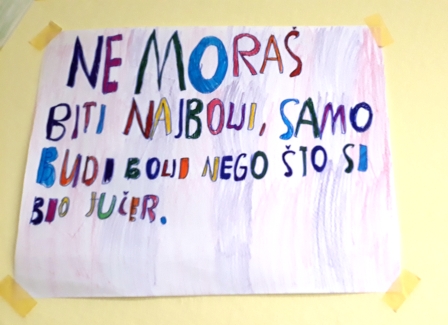 NE MORAŠ
BITI NAJBOLJI, SAMO
BUDI BOLJI NEGO ŠTO SI
BIO JUČER.